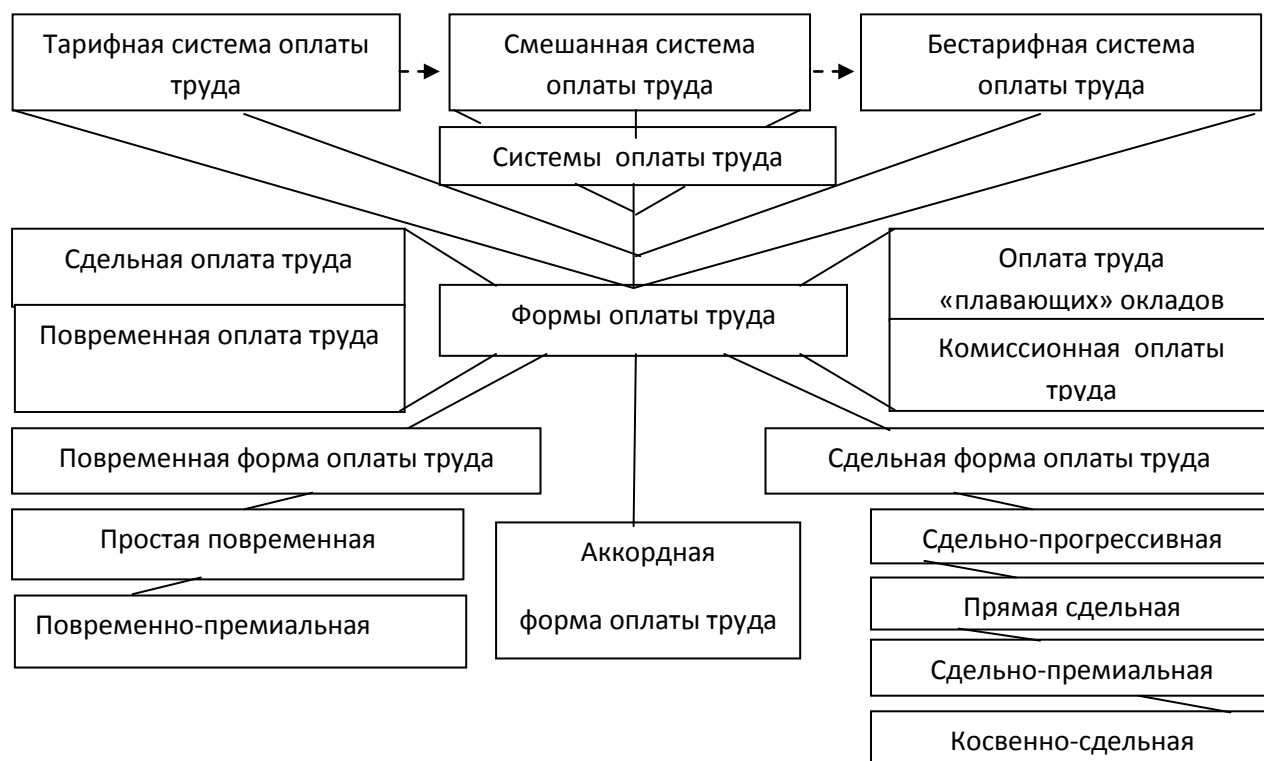 Тарифная система оплаты
труда
Смешанная система
оплаты труда
Бестарифная система
оплаты труда
Системы оплаты труда
Сдельная оплата труда
Повременная оплата труда
Формы оплаты труда
Оплата труда
«плавающих» окладов
Комиссионная оплаты
труда
Повременная форма оплаты труда
Сдельная форма оплаты труда
Простая повременная
Повременно-премиальная
Аккордная
форма оплаты труда
Сдельно-прогрессивная
Прямая сдельная
Сдельно-премиальная
Косвенно-сдельная